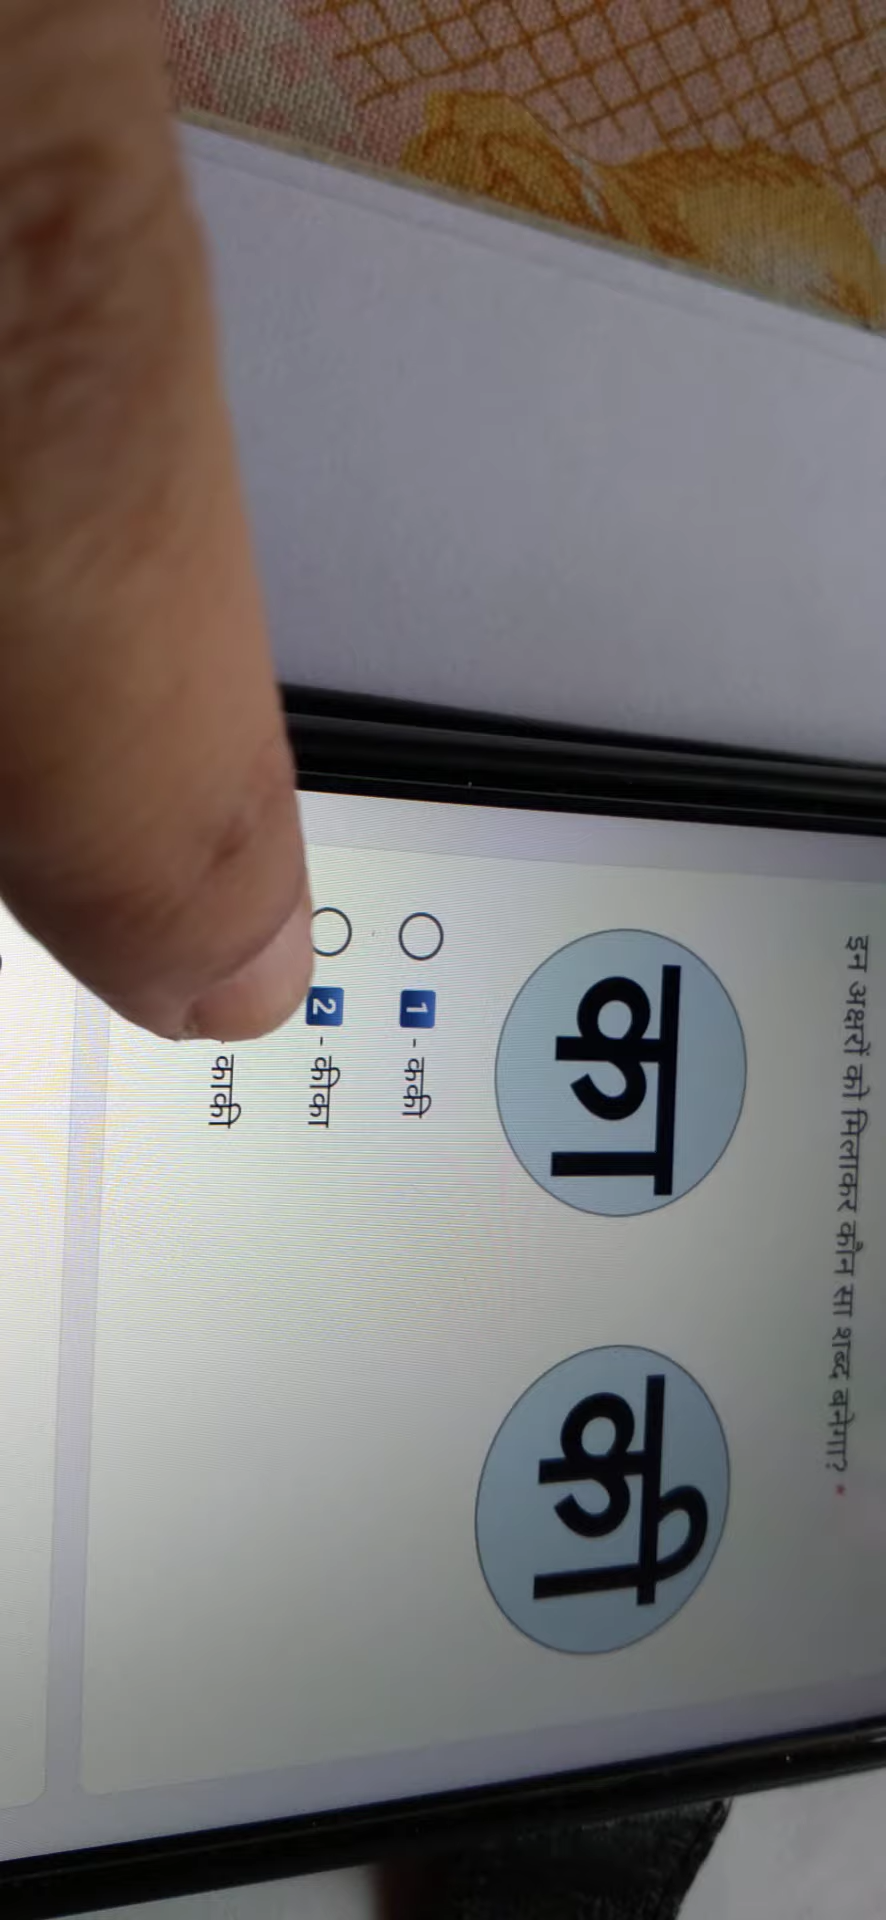 इन अक्षरों को मिलाकर कौन सा शब्द बनेगा? *
का की
1 - ककी
2 - कीका
- काकी